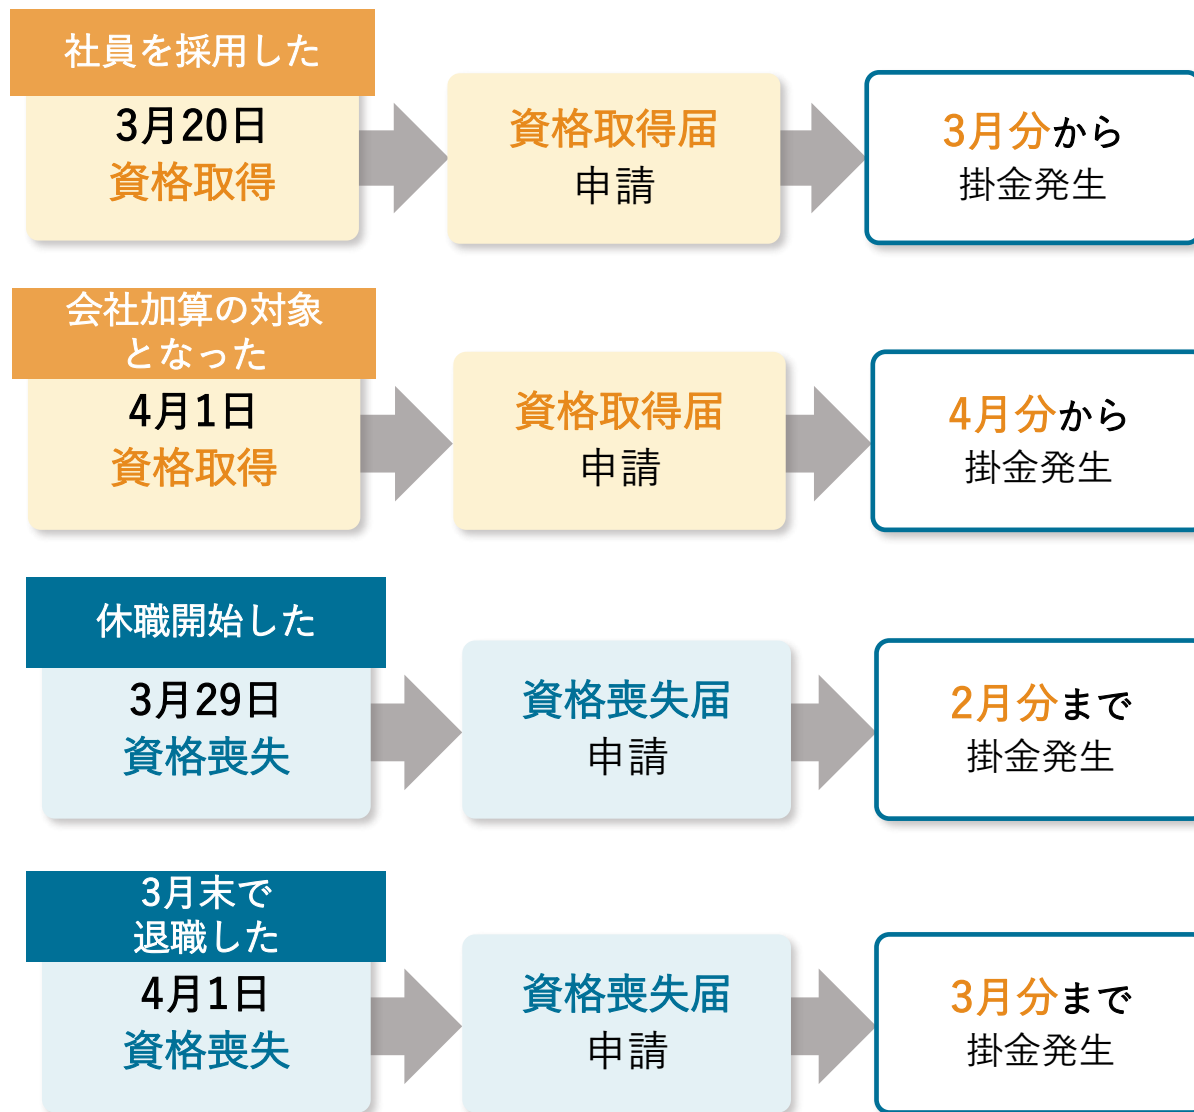 社員を採用した
3月20日
資格取得
資格取得届
申請
3月分から
掛金発生
会社加算の対象
となった
4月1日
資格取得
資格取得届
申請
4月分から
掛金発生
休職開始した
3月29日
資格喪失
資格喪失届
申請
2月分まで
掛金発生
3月末で
退職した
4月1日
資格喪失
資格喪失届
申請
3月分まで
掛金発生